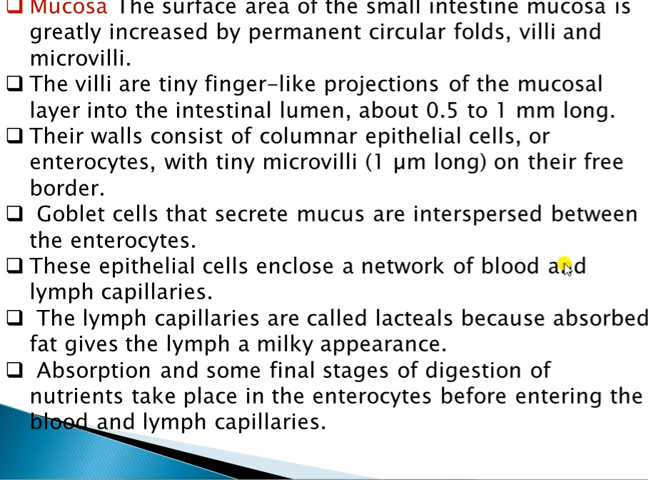 ❑ Mucosa The surface area of the small intestine mucosa is
greatly increased by permanent circular folds, villi and
microvilli.
❑ The villi are tiny finger-like projections of the mucosal
layer into the intestinal lumen, about 0.5 to 1 mm long.
❑ Their walls consist of columnar epithelial cells, or
enterocytes, with tiny microvilli (1 µm long) on their free
border.
❑ Goblet cells that secrete mucus are interspersed between
the enterocytes.
❑ These epithelial cells enclose a network of blood and
lymph capillaries.
❑ The lymph capillaries are called lacteals because absorbed
fat gives the lymph a milky appearance.
❑ Absorption and some final stages of digestion of
nutrients take place in the enterocytes before entering the
blood and lymph capillaries.